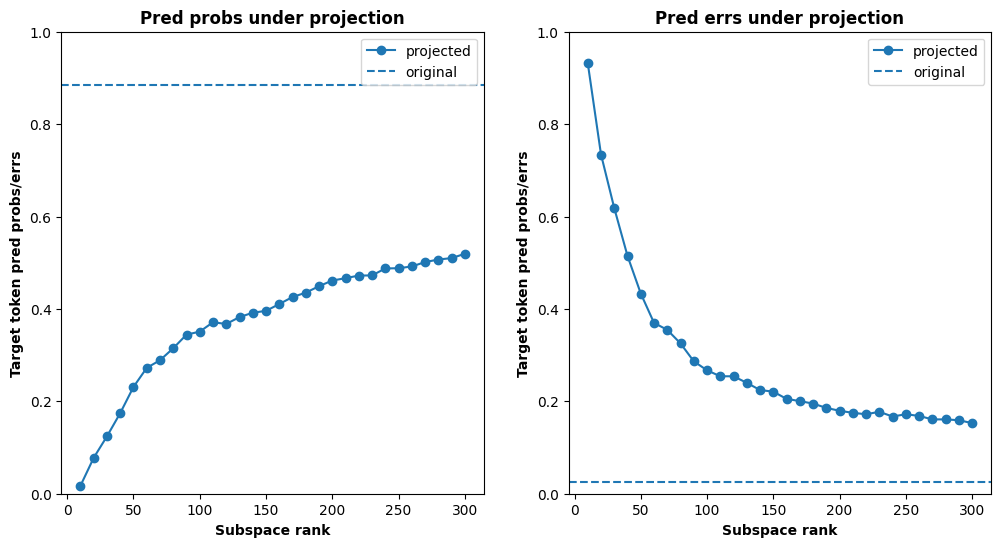 Pred probs under projection
Target token pred probs/errs
1.0
0.8
0.6
0.4
0.2
0.0
projected
original
0 50 100 150 200 250 300
Subspace rank
Pred errs under projection
Target token pred probs/errs
1.0
0.8
0.6
0.4
0.2
0.0
projected
original
0 50 100 150 200 250 300
Subspace rank